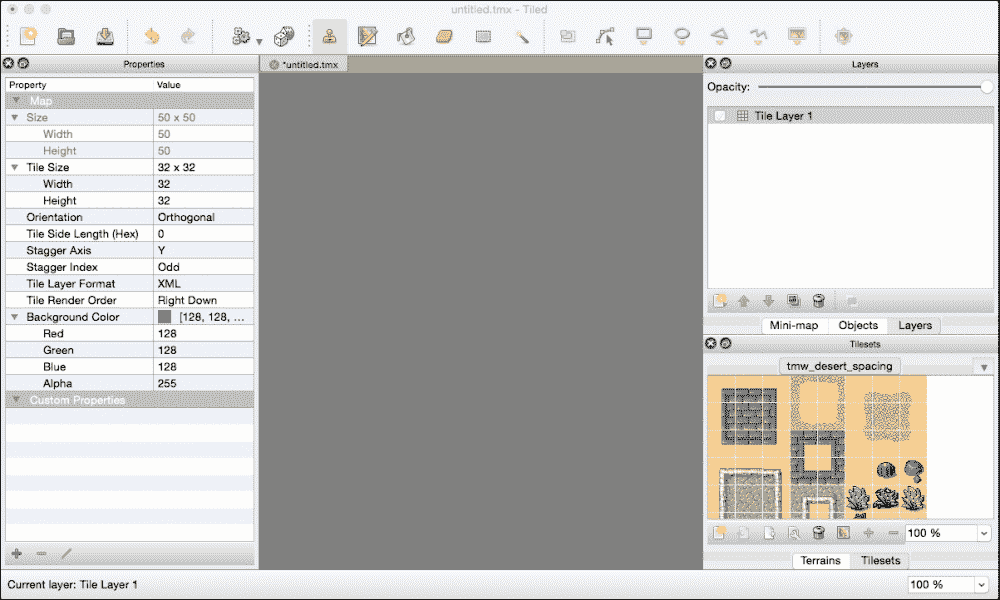 untitled.tmx - Tiled
Properties
*untitled.tmx
Layers
Property Value
Map
Size 50 x 50
Width 50
Height 50
Tile Size 32 x 32
Width 32
Height 32
Orientation Orthogonal
Tile Side Length (Hex) 0
Stagger Axis Y
Stagger Index Odd
Tile Layer Format XML
Tile Render Order Right Down
Background Color [128, 128, ...
Red 128
Green 128
Blue 128
Alpha 255
Custom Properties
Opacity:
Tile Layer 1
Mini-map Objects Layers
Tilesets
tmw_desert_spacing
100 %
Terrains Tilesets
Current layer: Tile Layer 1
100 %